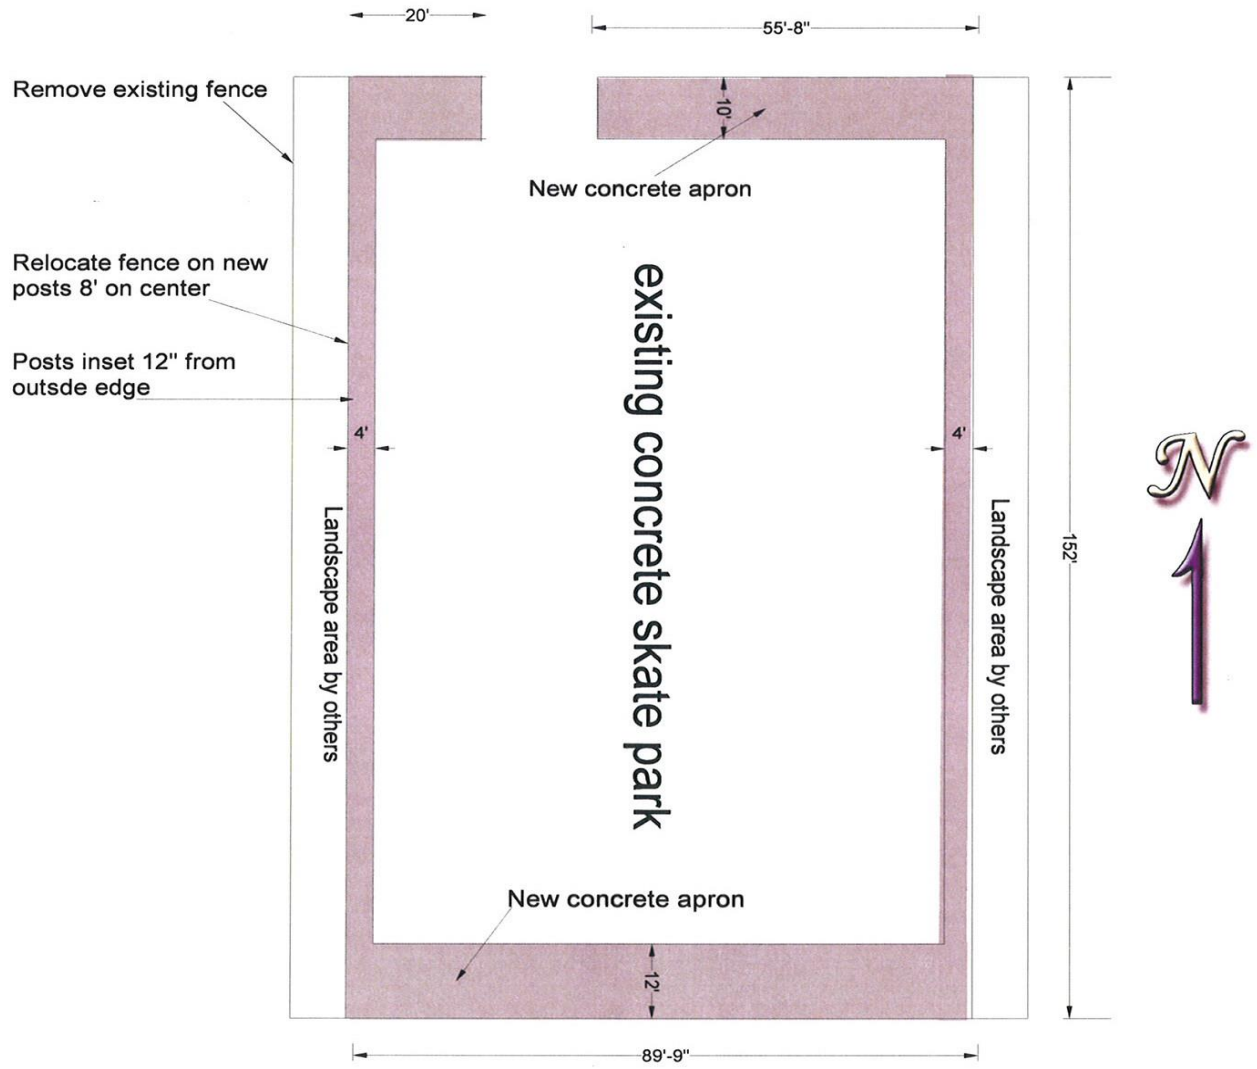 20'
55'-8"
Remove existing fence
10'
New concrete apron
Relocate fence on new
posts 8' on center
existing concrete skate park
Posts inset 12" from
outsde edge
4'
4'
N
Landscape area by others
Landscape area by others
152'
New concrete apron
12'
89'-9"